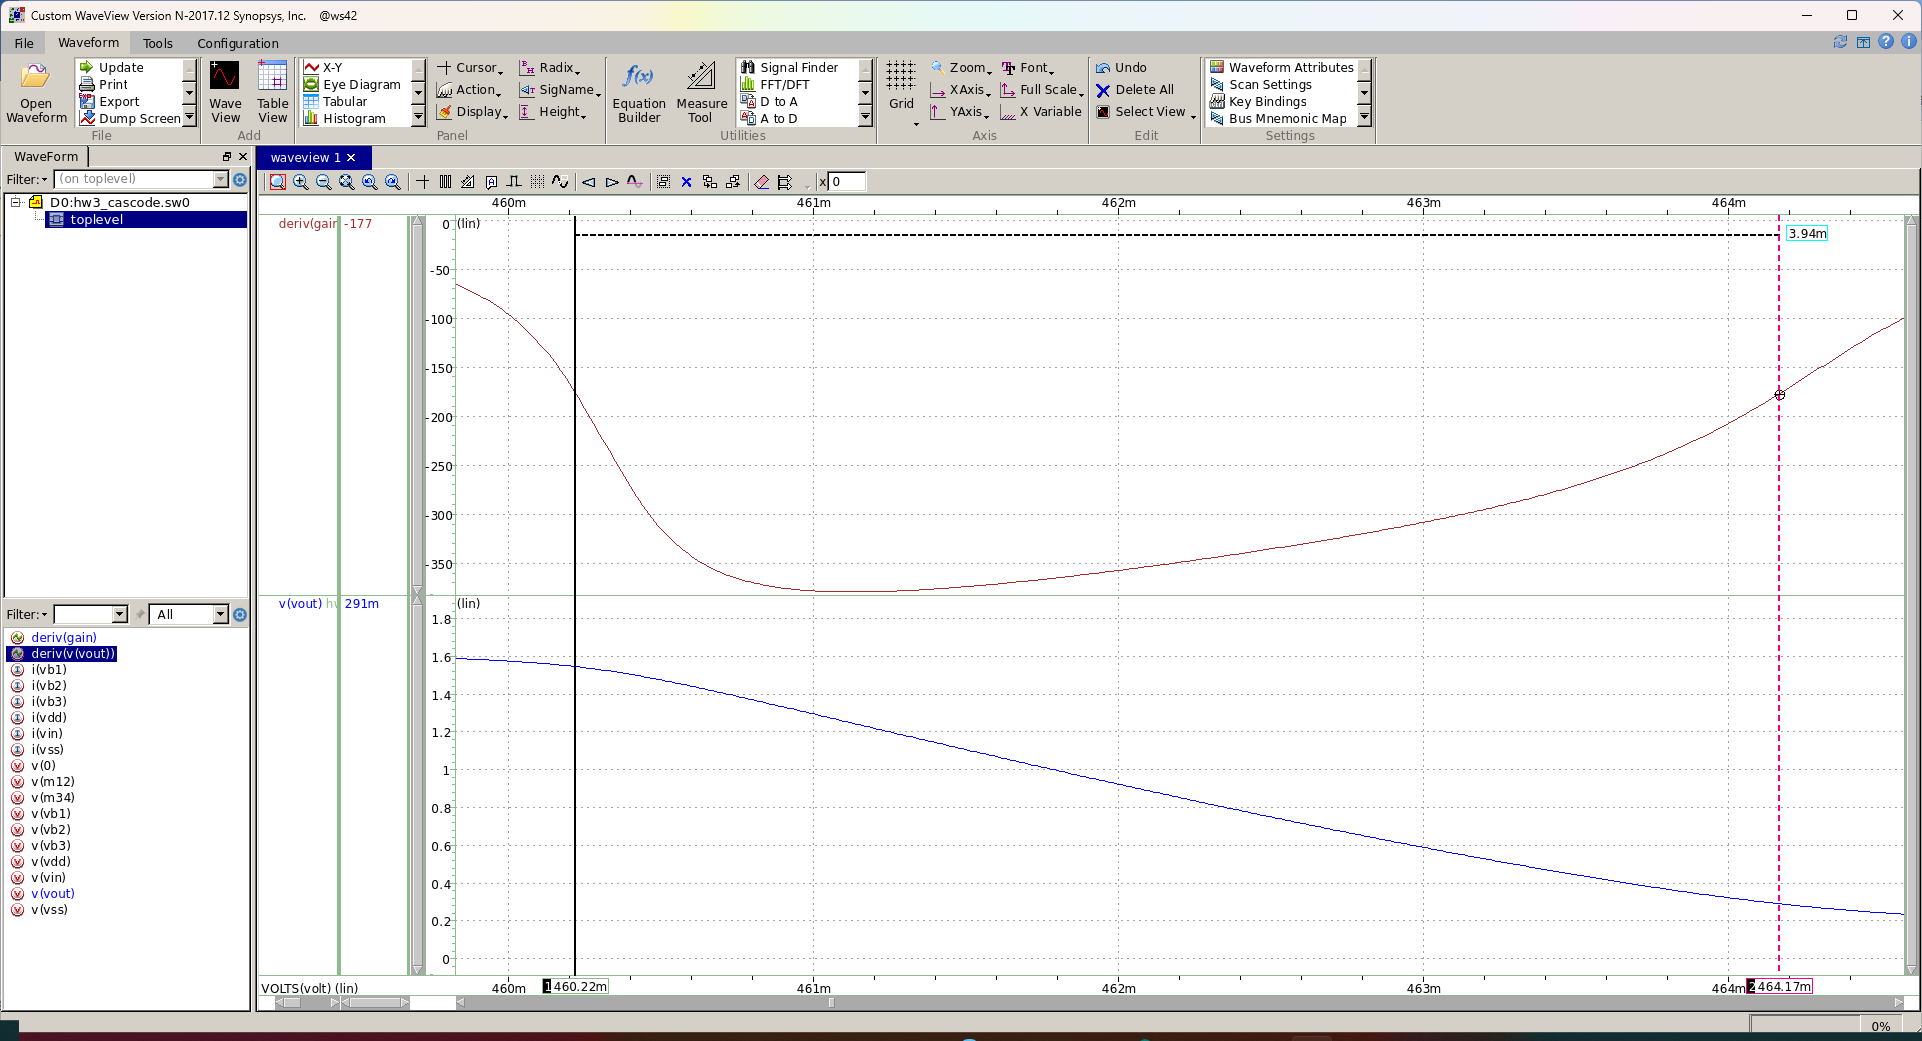 Custom WaveView Version N-2017.12 Synopsys, Inc. @ws42
File Waveform Tools Configuration
Open Waveform
Update
Print
Export
Dump Screen
File
Wave View
Table View
Add
X-Y
Eye Diagram
Tabular
Histogram
Cursor
Action
Display
Radix
SigName
Height
Panel
Equation Builder
Measure Tool
Signal Finder
FFT/DFT
D to A
A to D
Utilities
Grid
Zoom
XAxis
YAxis
Font
Full Scale
X Variable
Axis
Undo
Delete All
Select View
Edit
Waveform Attributes
Scan Settings
Key Bindings
Bus Mnemonic Map
Settings
WaveForm
Filter: (on toplevel)
D0:hw3_cascode.sw0
toplevel
Filter: All
deriv(gain)
deriv(v(vout))
i(vb1)
i(vb2)
i(vb3)
i(vdd)
i(vin)
i(vss)
v(0)
v(m12)
v(m34)
v(vb1)
v(vb2)
v(vb3)
v(vdd)
v(vin)
v(vout)
v(vss)
waveview 1
x 0
460m 461m 462m 463m 464m
deriv(gair -177
0 (lin)
3.94m
-50
-100
-150
-200
-250
-300
-350
v(vout) hv 291m
(lin)
1.8
1.6
1.4
1.2
1
0.8
0.6
0.4
0.2
0
VOLTS(volt) (lin)
460m 1 460.22m 461m 462m 463m 464m 2 464.17m
0%